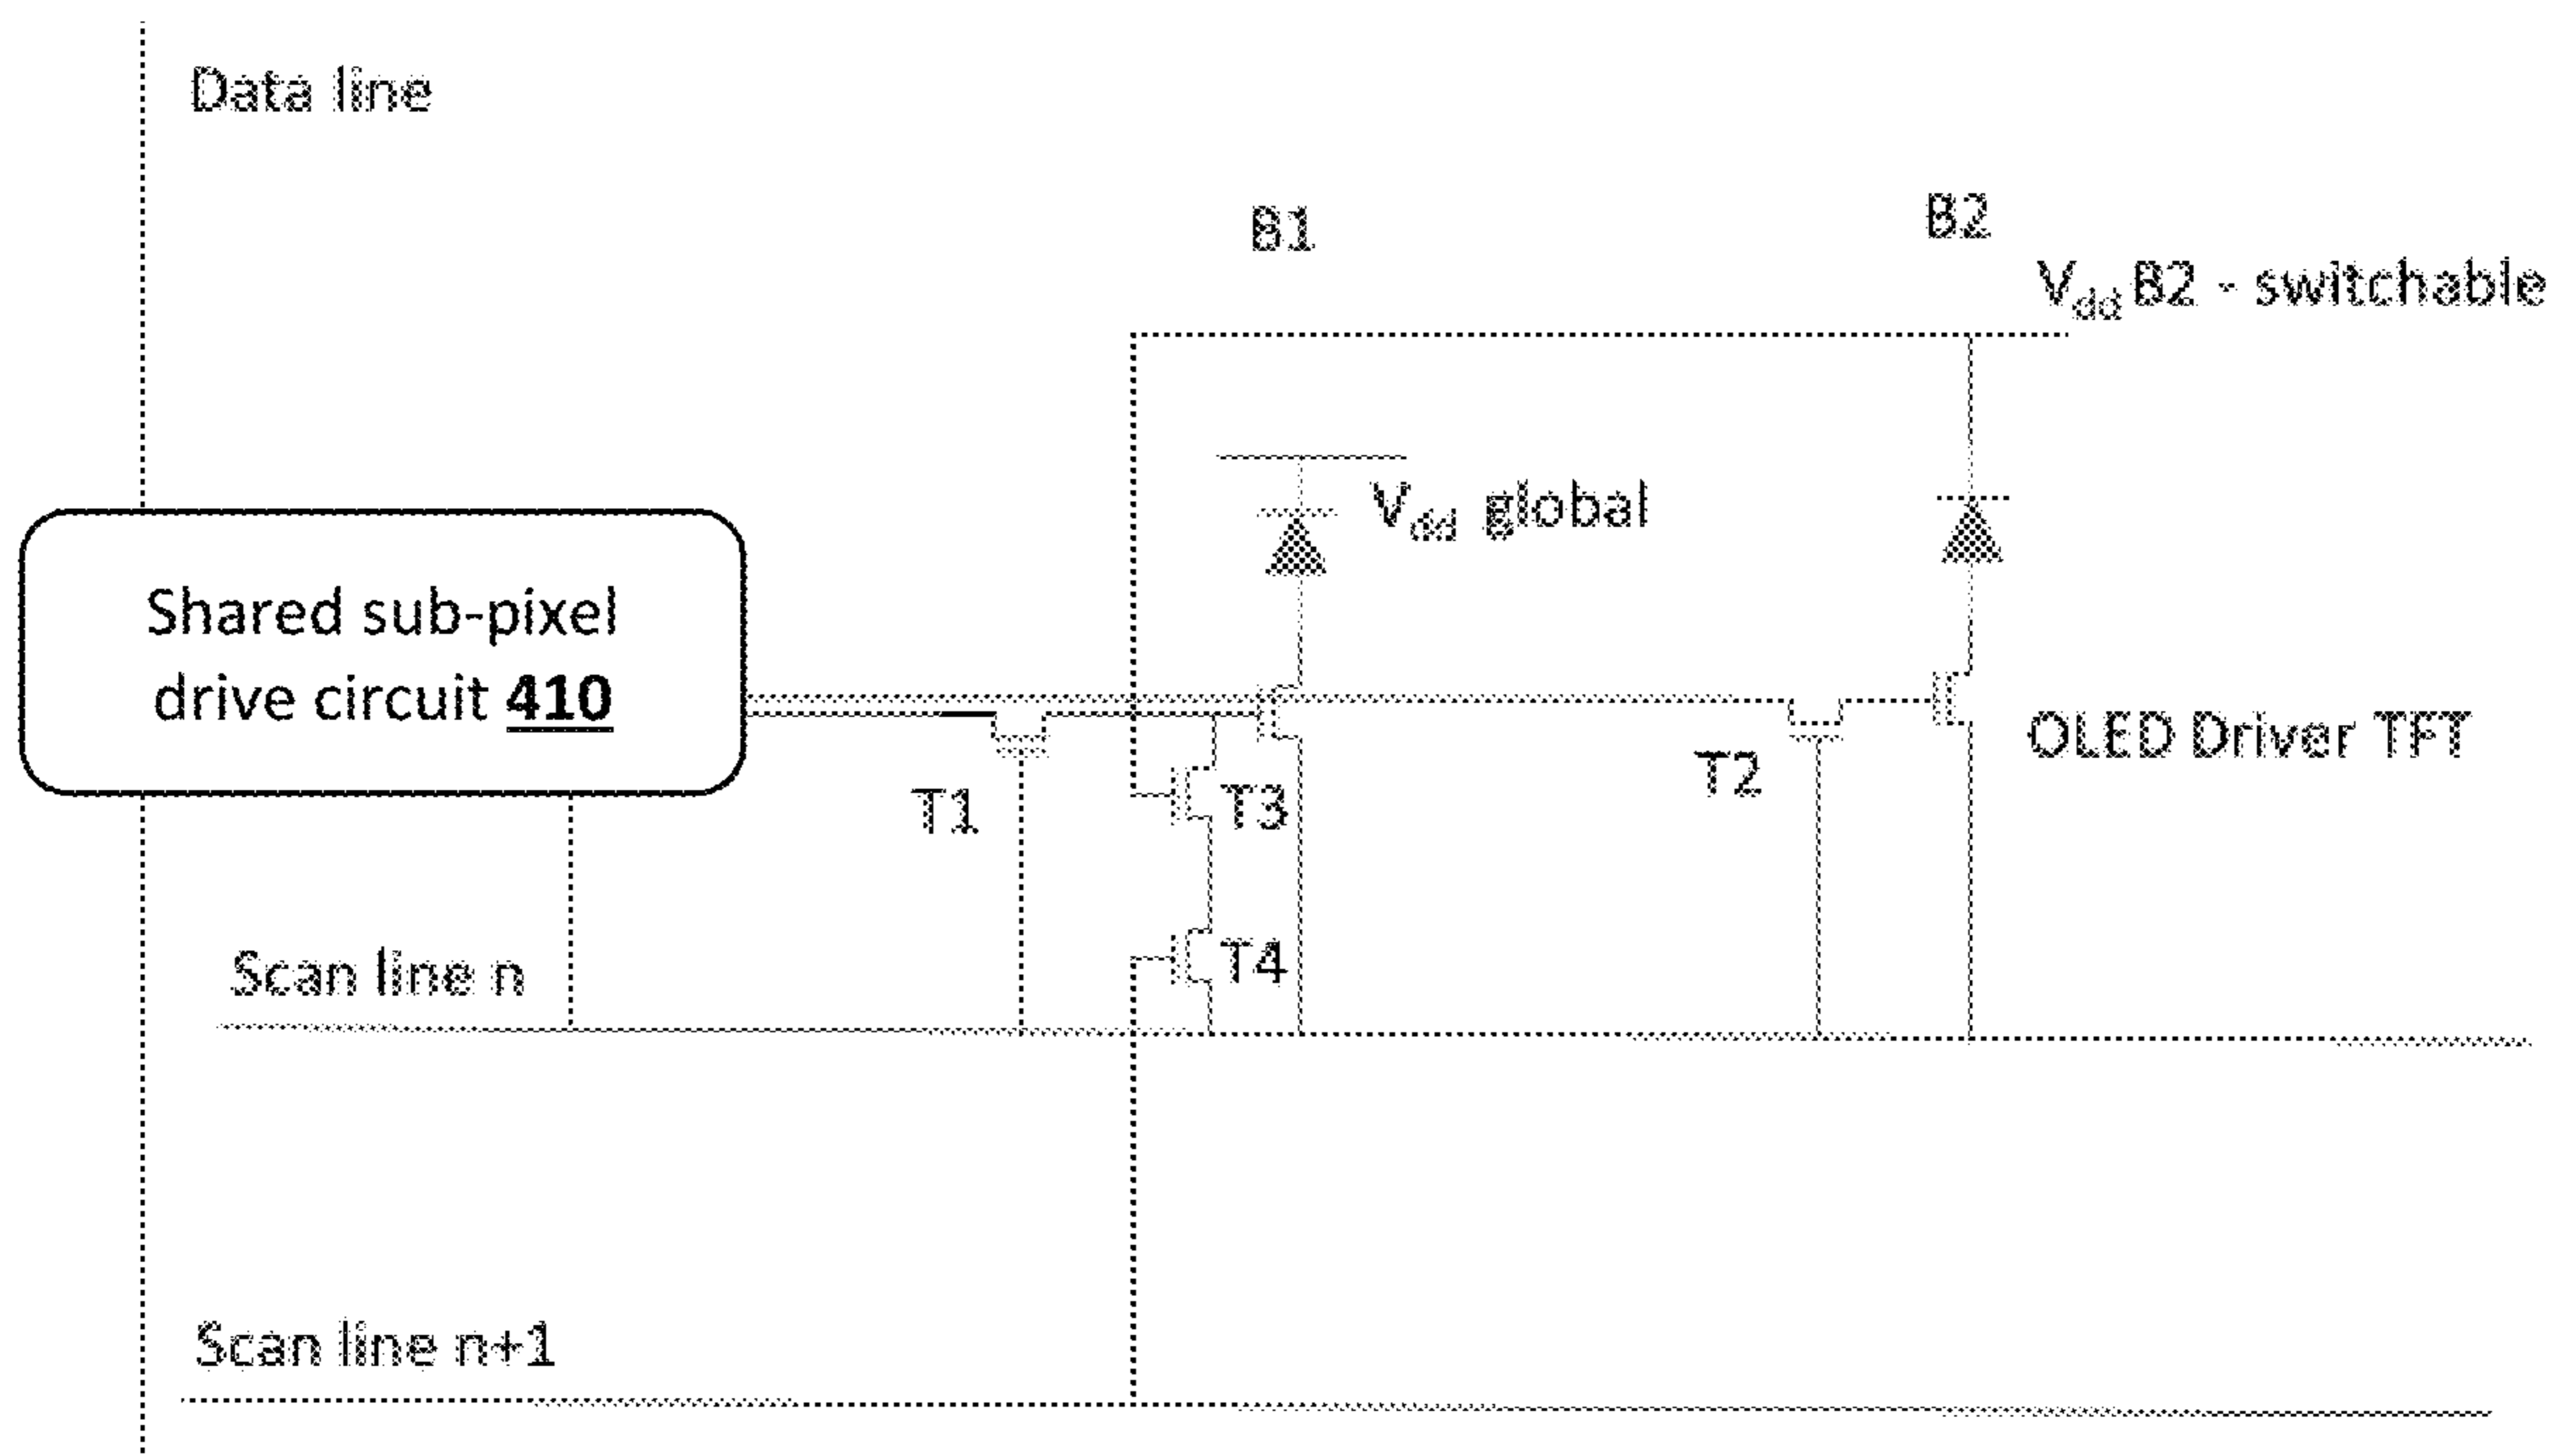 Data line
B1
B2
Vdd B2 - switchable
Vdd global
Shared sub-pixel
drive circuit 410
OLED Driver TFT
T1
T3
T2
Scan line n
T4
Scan line n+1